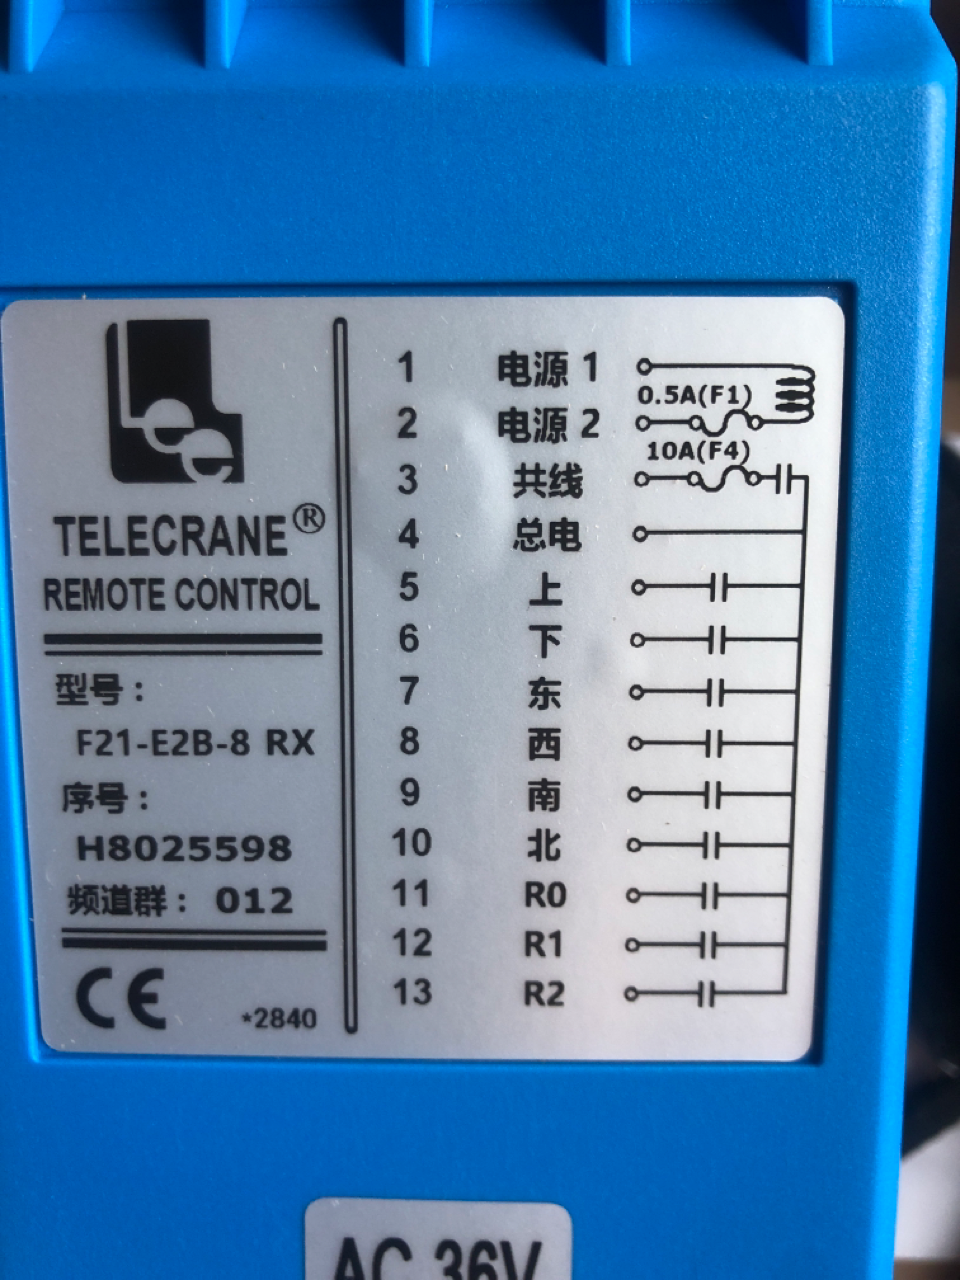 TELECRANE®
REMOTE CONTROL
型号：
F21-E2B-8 RX
序号：
H8025598
频道群： 012
CE
*2840
1 电源 1
0.5A(F1)
2 电源 2
10A(F4)
3 共线
4 总电
5 上
6 下
7 东
8 西
9 南
10 北
11 R0
12 R1
13 R2
AC 36V